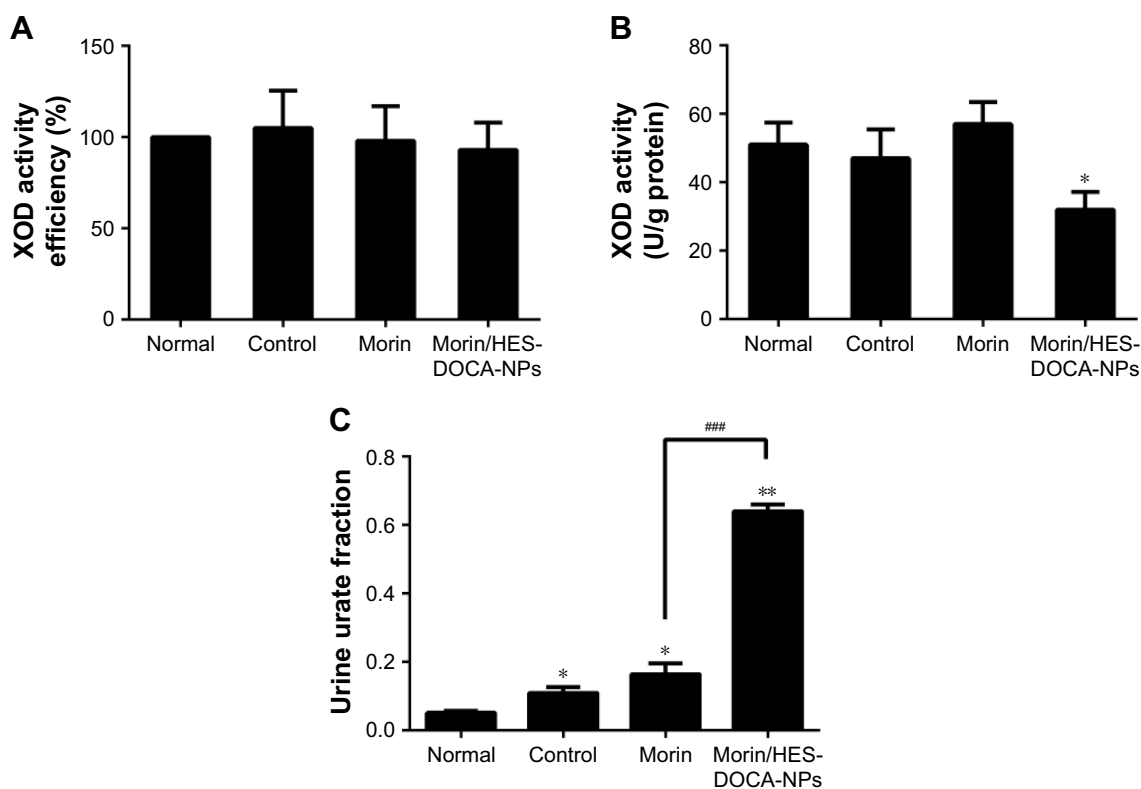 A
XOD activity
efficiency (%)
150
100
50
0
Normal
Control
Morin
Morin/HES-
DOCA-NPs
B
XOD activity
(U/g protein)
80
60
40
20
0
*
Normal
Control
Morin
Morin/HES-
DOCA-NPs
C
Urine urate fraction
0.8
0.6
0.4
0.2
0.0
###
*
*
**
Normal
Control
Morin
Morin/HES-
DOCA-NPs